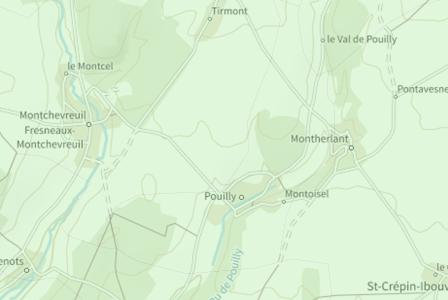 Tirmont
le Val de Pouilly
le Montcel
Pontavesne
Montchevreuil
Fresneaux-
Montchevreuil
Montherlant
Pouilly
Montoisel
Ru de Pouilly
enots
le
St-Crépin-Ibouv